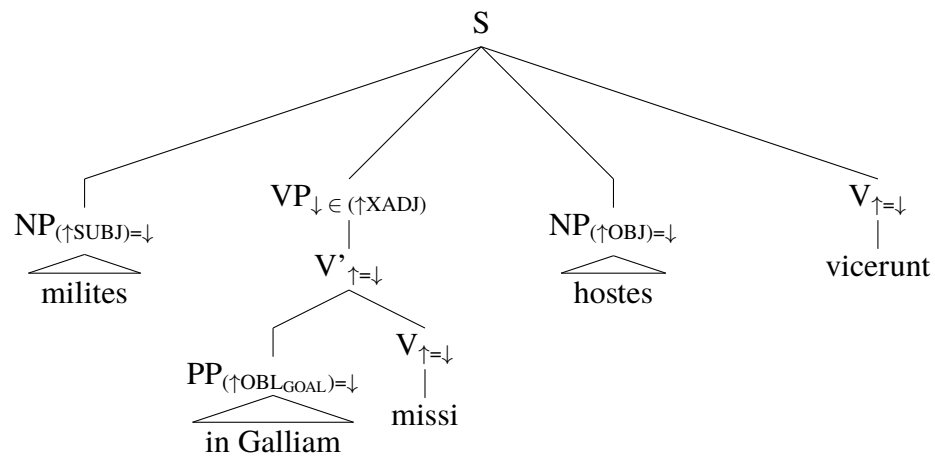 S
NP(↑SUBJ)=↓ VP↓ ∈ (↑XADJ) NP(↑OBJ)=↓ V↑=↓
milites V’↑=↓ hostes vicerunt
PP(↑OBLGOAL)=↓ V↑=↓
in Galliam missi